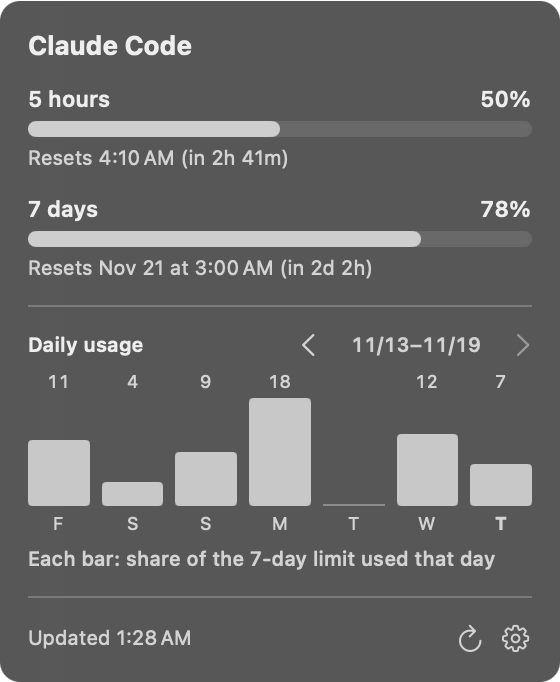 Claude Code
5 hours 50%
Resets 4:10 AM (in 2h 41m)
7 days 78%
Resets Nov 21 at 3:00 AM (in 2d 2h)
Daily usage 11/13–11/19
11 4 9 18 12 7
F S S M T W T
Each bar: share of the 7-day limit used that day
Updated 1:28 AM